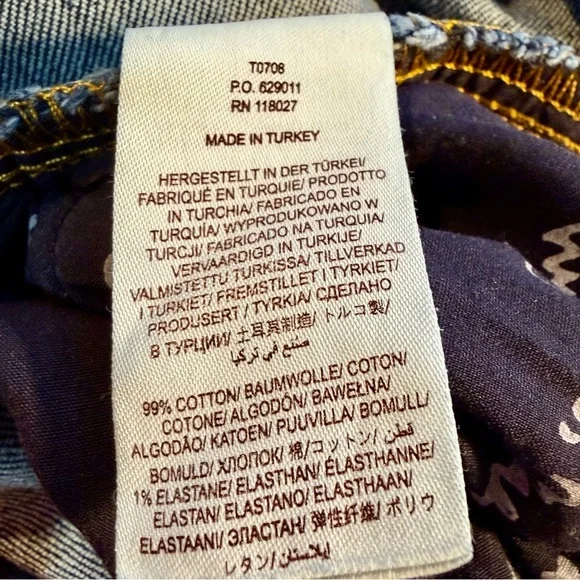 T0706
P.O. 629011
RN 118027
MADE IN TURKEY
HERGESTELLT IN DER TÜRKEI/
FABRIQUÉ EN TURQUIE/ PRODOTTO
IN TURCHIA/ FABRICADO EN
TURQUÍA/ WYPRODUKOWANO W
TURCJI/ FABRICADO NA TURQUIA/
VERVAARDIGD IN TURKIJE/
VALMISTETTU TURKISSA/ TILLVERKAD
I TURKIET/ FREMSTILLET I TYRKIET/
PRODUSERT / TYRKIA/ СДЕЛАНО
В ТУРЦИИ/ 土耳其制造/ トルコ製/
صنع في تركيا
99% COTTON/ BAUMWOLLE/ COTON/
COTONE/ ALGODÓN/ BAWEŁNA/
ALGODÃO/ KATOEN/ PUUVILLA/ BOMULL/
BOMULD/ ХЛОПОК/ 棉/コットン/ قطن/
1% ELASTANE/ ELASTHAN/ ÉLASTHANNE/
ELASTAN/ ELASTANO/ ELASTHAAN/
ELASTAANI/ ЭЛАСТАН/ 弹性纤维/ ポリウ
レタン/ إيلاستان/